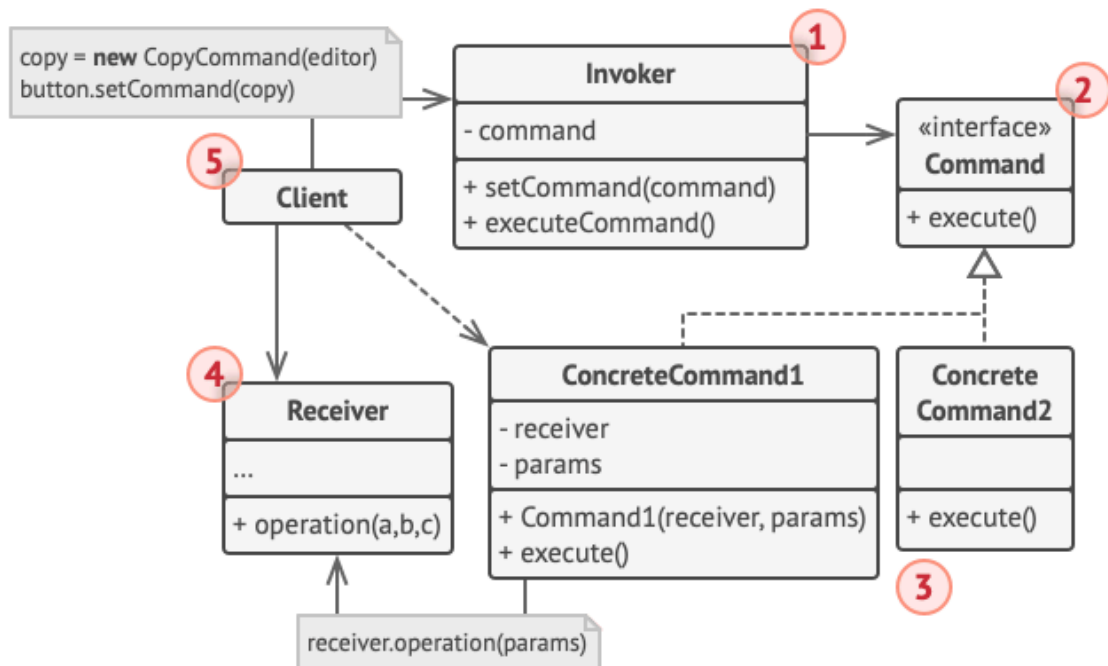 copy = new CopyCommand(editor)
button.setCommand(copy)
1
Invoker
- command
+ setCommand(command)
+ executeCommand()
2
«interface»
Command
+ execute()
5
Client
4
Receiver
...
+ operation(a,b,c)
ConcreteCommand1
- receiver
- params
+ Command1(receiver, params)
+ execute()
Concrete
Command2
+ execute()
3
receiver.operation(params)